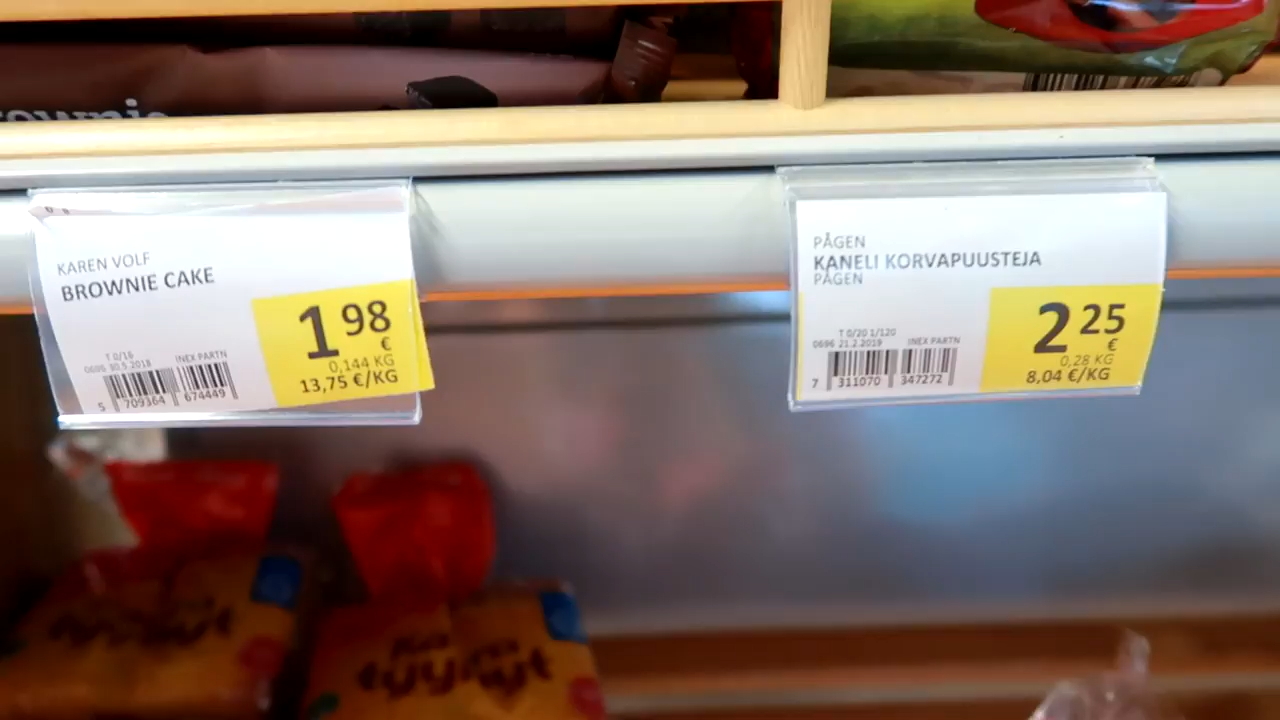 KAREN VOLF
BROWNIE CAKE
1 98
€
0,144 KG
13,75 €/KG
T 0/16
0696 30.5.2018 INEX PARTN
5 709364 674449
PÅGEN
KANELI KORVAPUUSTEJA
PÅGEN
2 25
€
0,28 KG
8,04 €/KG
T 0/20 1/120
0696 21.2.2019 INEX PARTN
7 311070 347272